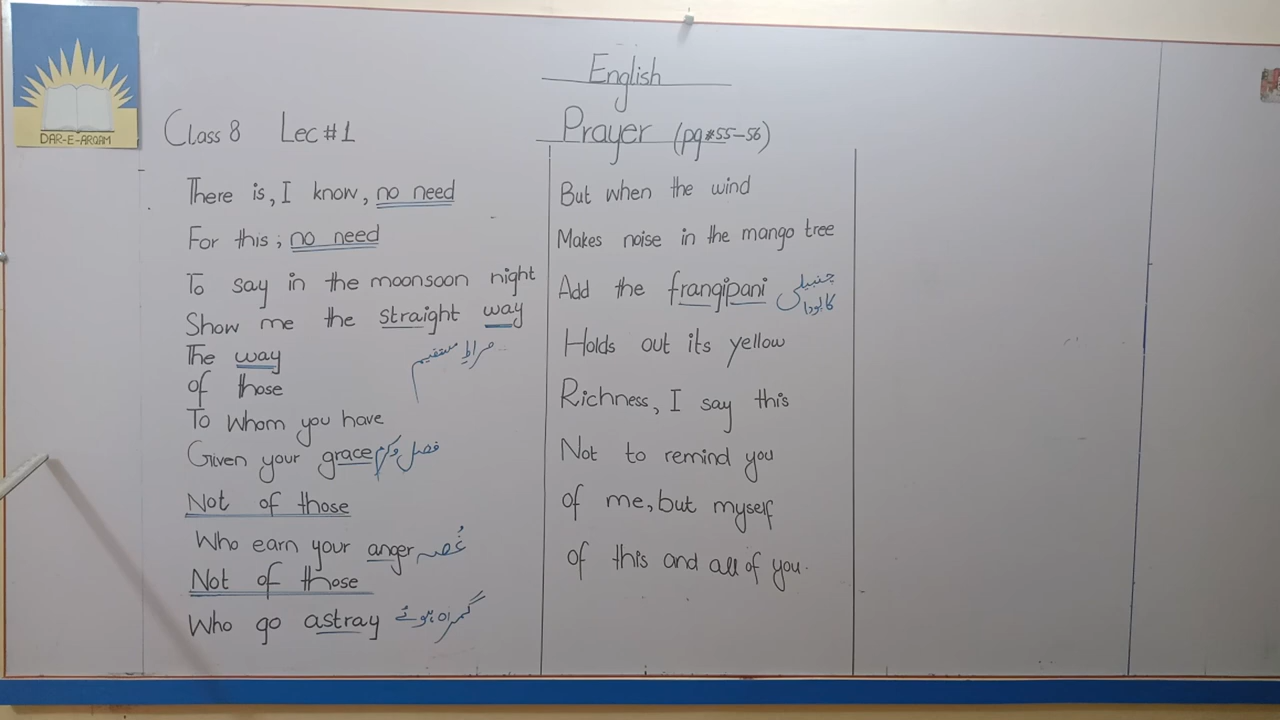 DAR-E-ARQAM
English
Class 8 Lec #1
Prayer (pg#55-56)
There is, I know, no need
For this; no need
To say in the moonsoon night
Show me the straight way
صراطِ مستقیم
The way
of those
To whom you have
Given your grace فضل و کرم
Not of those
Who earn your anger غُصہ
Not of those
Who go astray گمراہ ہوئے
But when the wind
Makes noise in the mango tree
Add the frangipani چنبیلی
کا پودا
Holds out its yellow
Richness, I say this
Not to remind you
of me, but myself
of this and all of you.